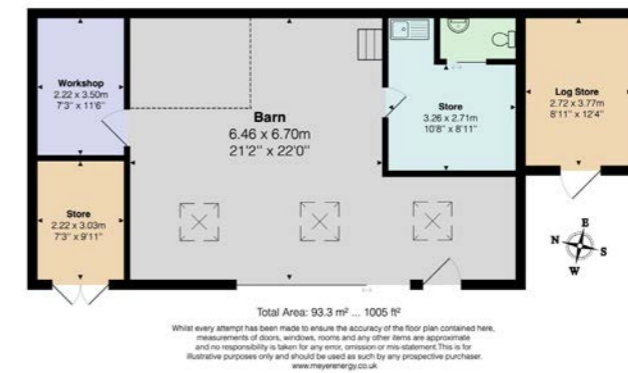 Workshop
2.22 x 3.50m
7'3" x 11'6"
Barn
6.46 x 6.70m
21'2" x 22'0"
Store
3.26 x 2.71m
10'8" x 8'11"
Log Store
2.72 x 3.77m
8'11" x 12'4"
Store
2.22 x 3.03m
7'3" x 9'11"
E
N
S
W
Total Area: 93.3 m² ... 1005 ft²
Whilst every attempt has been made to ensure the accuracy of the floor plan contained here,
measurements of doors, windows, rooms and any other items are approximate
and no responsibility is taken for any error, omission or mis-statement.This is for
illustrative purposes only and should be used as such by any prospective purchaser.
www.meyerenergy.co.uk